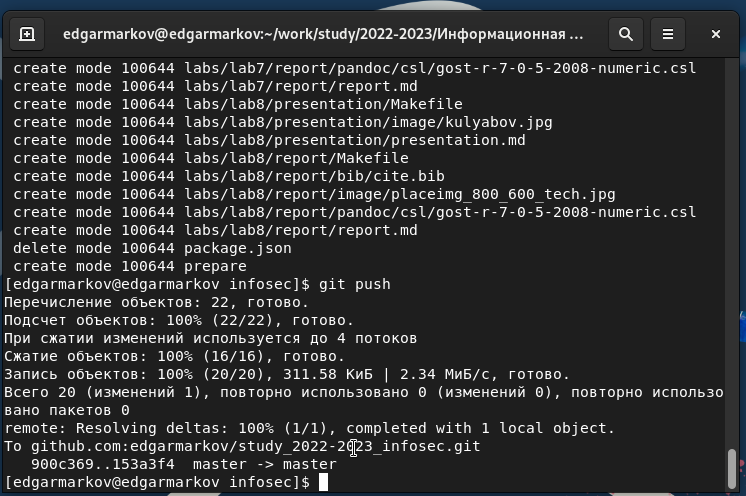 edgarmarkov@edgarmarkov:~/work/study/2022-2023/Информационная ...
create mode 100644 labs/lab7/report/pandoc/csl/gost-r-7-0-5-2008-numeric.csl
create mode 100644 labs/lab7/report/report.md
create mode 100644 labs/lab8/presentation/Makefile
create mode 100644 labs/lab8/presentation/image/kulyabov.jpg
create mode 100644 labs/lab8/presentation/presentation.md
create mode 100644 labs/lab8/report/Makefile
create mode 100644 labs/lab8/report/bib/cite.bib
create mode 100644 labs/lab8/report/image/placeimg_800_600_tech.jpg
create mode 100644 labs/lab8/report/pandoc/csl/gost-r-7-0-5-2008-numeric.csl
create mode 100644 labs/lab8/report/report.md
delete mode 100644 package.json
create mode 100644 prepare
[edgarmarkov@edgarmarkov infosec]$ git push
Перечисление объектов: 22, готово.
Подсчет объектов: 100% (22/22), готово.
При сжатии изменений используется до 4 потоков
Сжатие объектов: 100% (16/16), готово.
Запись объектов: 100% (20/20), 311.58 КиБ | 2.34 МиБ/с, готово.
Всего 20 (изменений 1), повторно использовано 0 (изменений 0), повторно использо
вано пакетов 0
remote: Resolving deltas: 100% (1/1), completed with 1 local object.
To github.com:edgarmarkov/study_2022-2023_infosec.git
900c369..153a3f4  master -> master
[edgarmarkov@edgarmarkov infosec]$